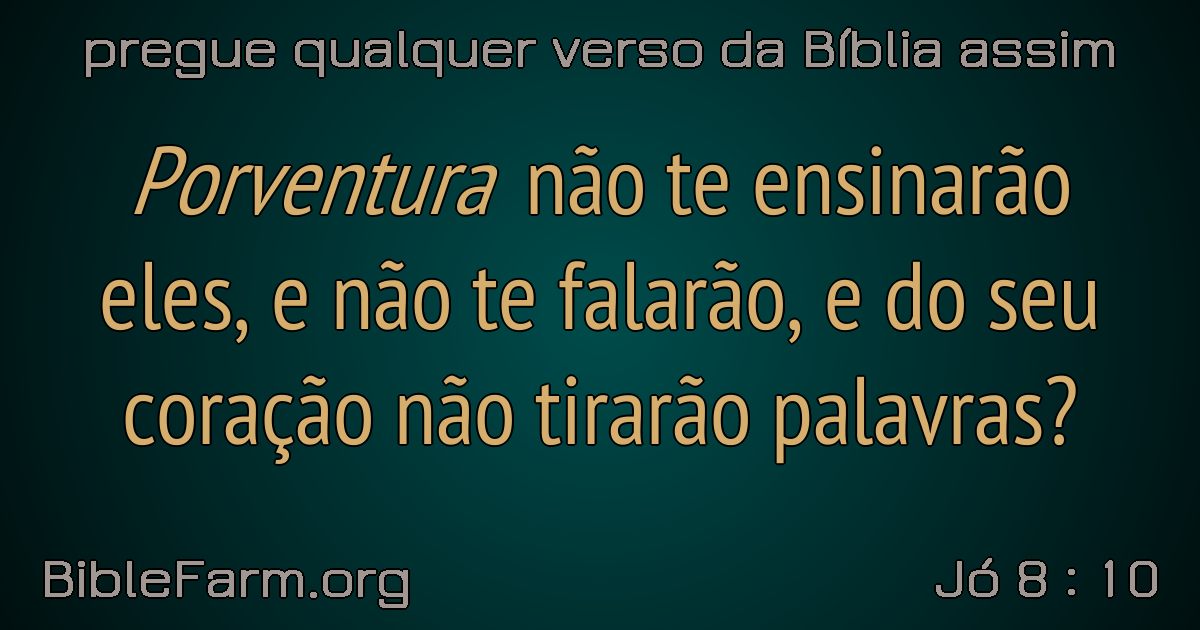 pregue qualquer verso da Bíblia assim
Porventura não te ensinarão
eles, e não te falarão, e do seu
coração não tirarão palavras?
BibleFarm.org
Jó 8 : 10